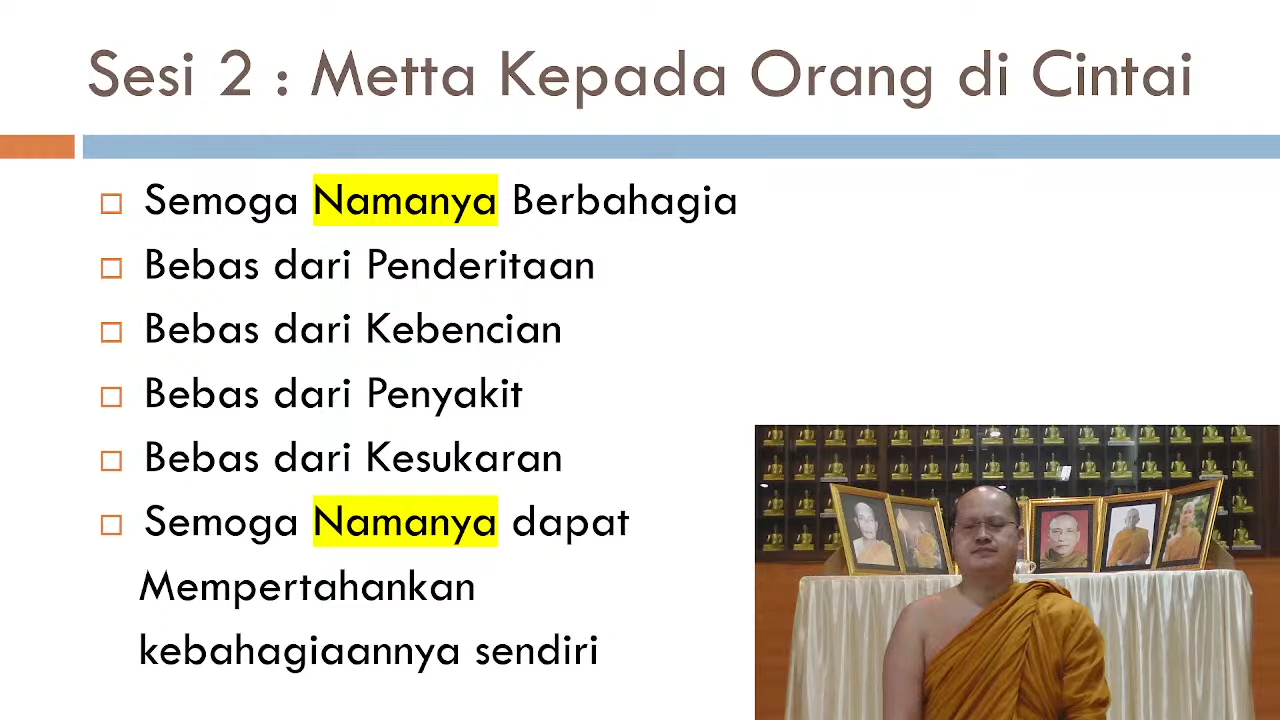 Sesi 2 : Metta Kepada Orang di Cintai
Semoga Namanya Berbahagia
Bebas dari Penderitaan
Bebas dari Kebencian
Bebas dari Penyakit
Bebas dari Kesukaran
Semoga Namanya dapat
Mempertahankan
kebahagiaannya sendiri